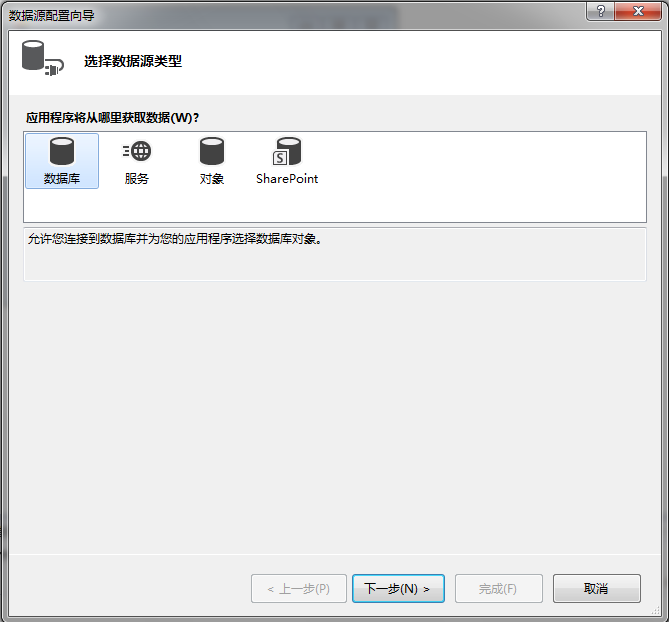 数据源配置向导
选择数据源类型
应用程序将从哪里获取数据(W)?
数据库
服务
对象
S
SharePoint
允许您连接到数据库并为您的应用程序选择数据库对象。
< 上一步(P)
下一步(N) >
完成(F)
取消